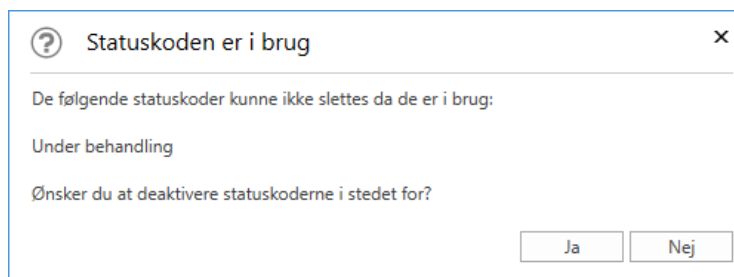 Statuskoden er i brug
De følgende statuskoder kunne ikke slettes da de er i brug:
Under behandling
Ønsker du at deaktivere statuskoderne i stedet for?
Ja
Nej